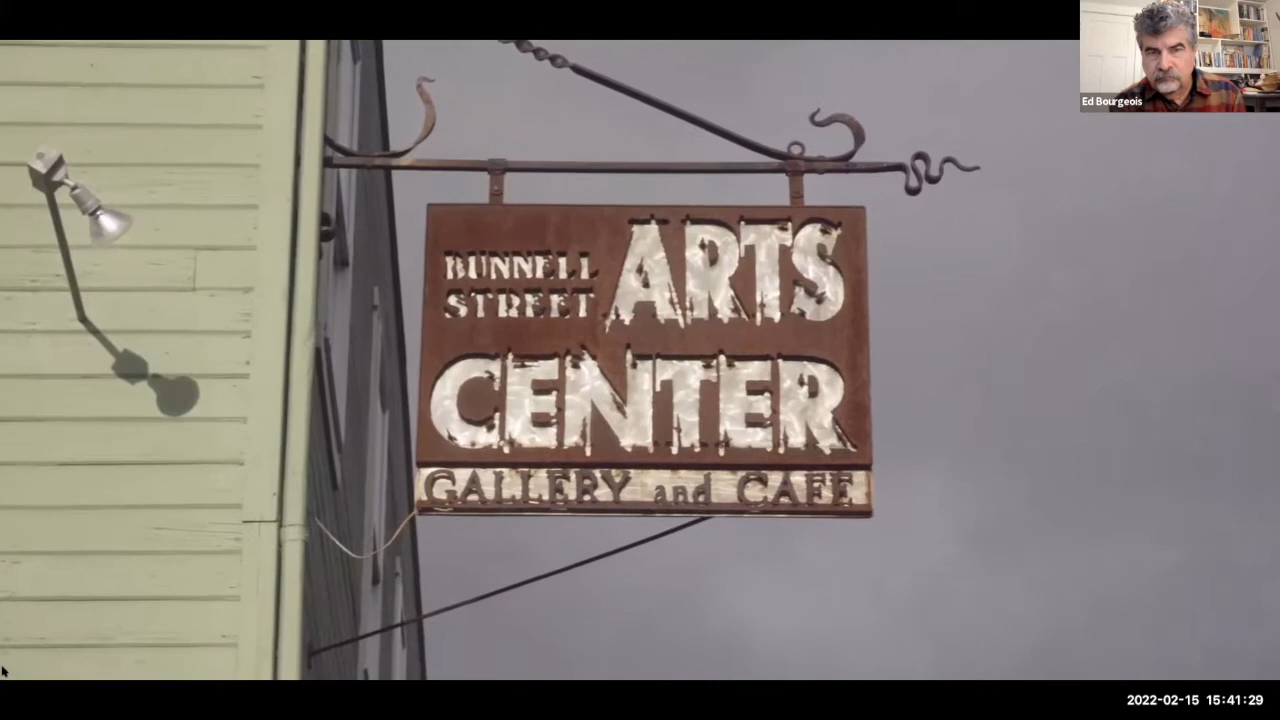 Ed Bourgeois
BUNNELL
STREET
ARTS
CENTER
GALLERY and CAFE
2022-02-15 15:41:29